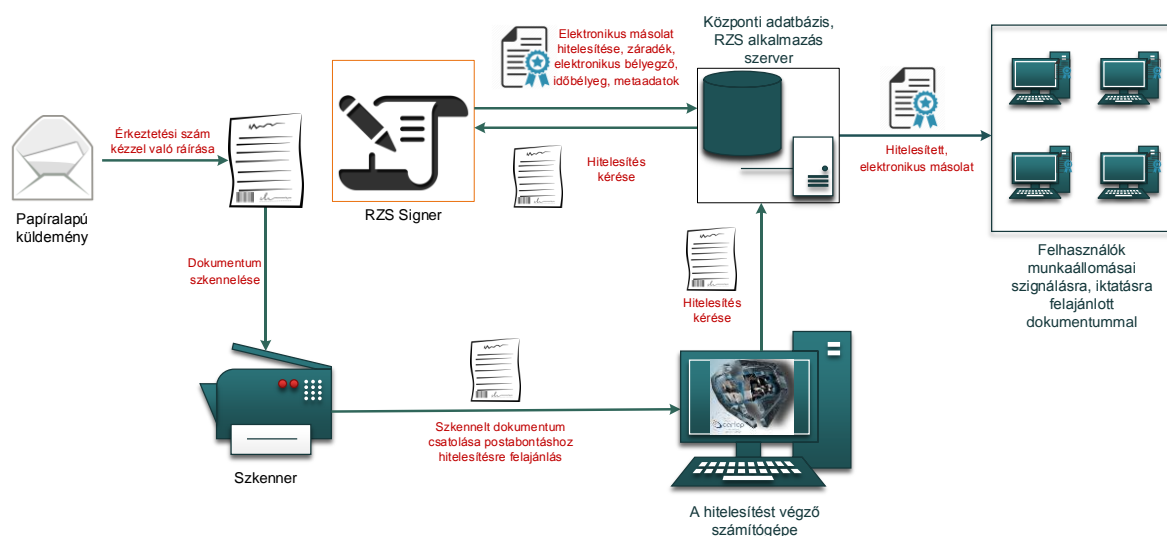 Papíralapú
küldemény
Érkeztetési szám
kézzel való ráírása
Dokumentum
szkennelése
Szkenner
Szkennelt dokumentum
csatolása postabontáshoz
hitelesítésre felajánlás
A hitelesítést végző
számítógépe
Hitelesítés
kérése
Központi adatbázis,
RZS alkalmazás
szerver
Hitelesítés
kérése
RZS Signer
Elektronikus másolat
hitelesítése, záradék,
elektronikus bélyegző,
időbélyeg, metaadatok
Hitelesített,
elektronikus másolat
Felhasználók
munkaállomásai
szignálásra, iktatásra
felajánlott
dokumentummal